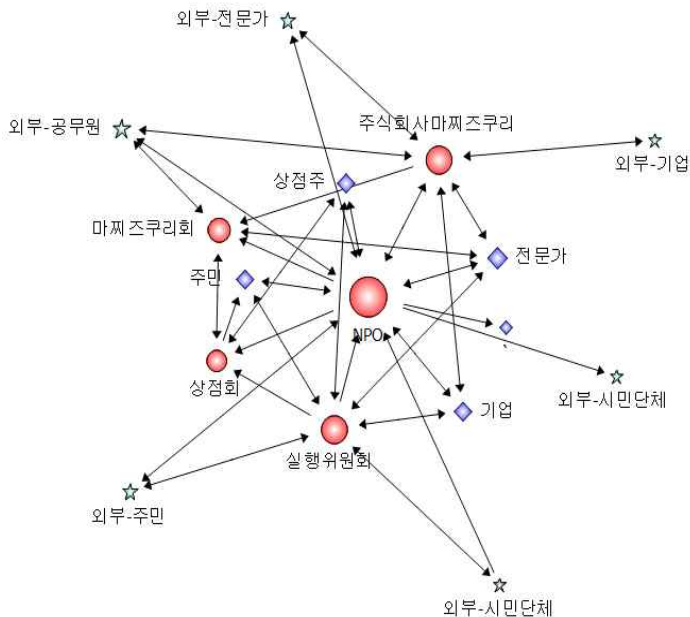 외부-전문가
외부-공무원
주식회사마찌즈쿠리
외부-기업
상점주
마찌즈쿠리회
전문가
주민
NPO
상점회
외부-시민단체
기업
실행위원회
외부-주민
외부-시민단체